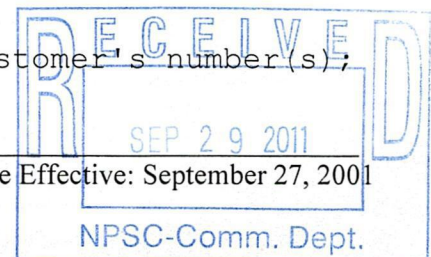 RECEIVED
stomer's number(s);
SEP 29 2011
e Effective: September 27, 2001
NPSC-Comm. Dept.